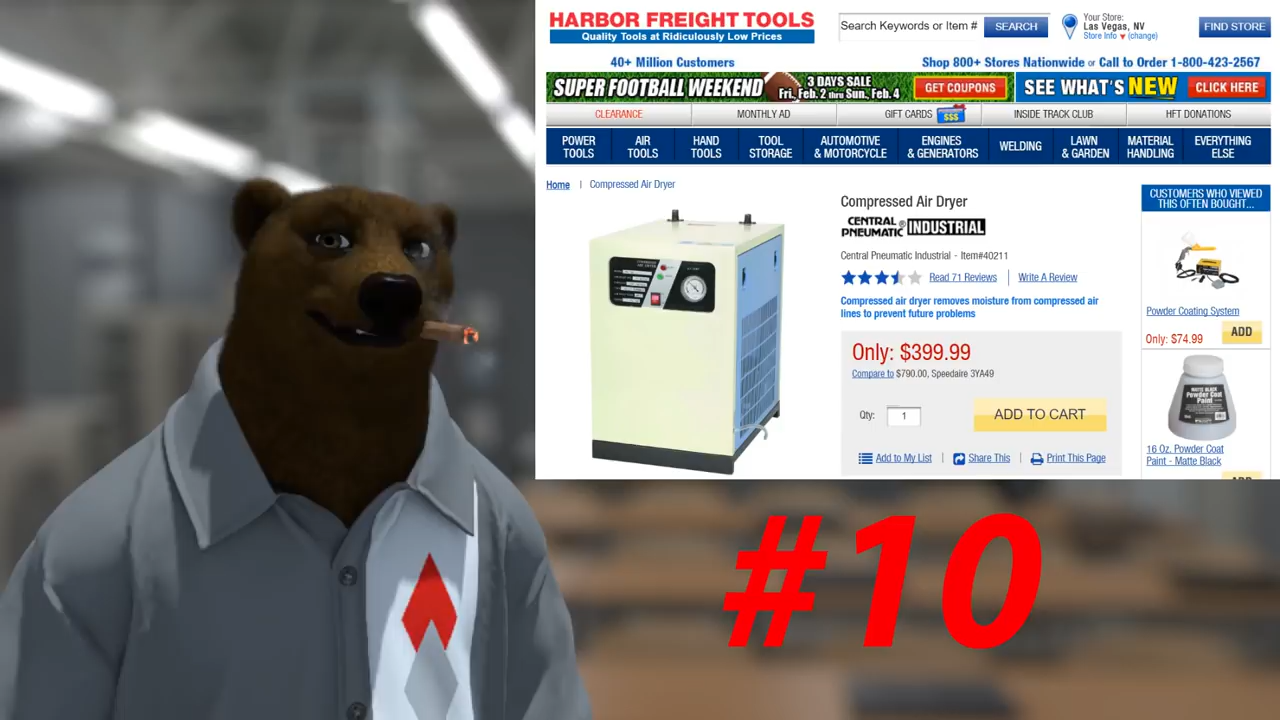 HARBOR FREIGHT TOOLS
Quality Tools at Ridiculously Low Prices
Search Keywords or Item #
SEARCH
Your Store:
Las Vegas, NV
Store Info (change)
FIND STORE
40+ Million Customers
Shop 800+ Stores Nationwide or Call to Order 1-800-423-2567
SUPER FOOTBALL WEEKEND
3 DAYS SALE
Fri., Feb. 2 thru Sun., Feb. 4
GET COUPONS
SEE WHAT'S NEW
CLICK HERE
CLEARANCE
MONTHLY AD
GIFT CARDS $$$
INSIDE TRACK CLUB
HFT DONATIONS
POWER
TOOLS
AIR
TOOLS
HAND
TOOLS
TOOL
STORAGE
AUTOMOTIVE
& MOTORCYCLE
ENGINES
& GENERATORS
WELDING
LAWN
& GARDEN
MATERIAL
HANDLING
EVERYTHING
ELSE
Home | Compressed Air Dryer
Compressed Air Dryer
CENTRAL
PNEUMATIC® INDUSTRIAL
Central Pneumatic Industrial - Item#40211
Read 71 Reviews | Write A Review
Compressed air dryer removes moisture from compressed air
lines to prevent future problems
Only: $399.99
Compare to $790.00, Speedaire 3YA49
Qty: 1
ADD TO CART
Add to My List | Share This | Print This Page
CUSTOMERS WHO VIEWED
THIS OFTEN BOUGHT...
Powder Coating System
Only: $74.99
ADD
MATTE BLACK
Powder Coat
Paint
16 Oz. Powder Coat
Paint - Matte Black
#10